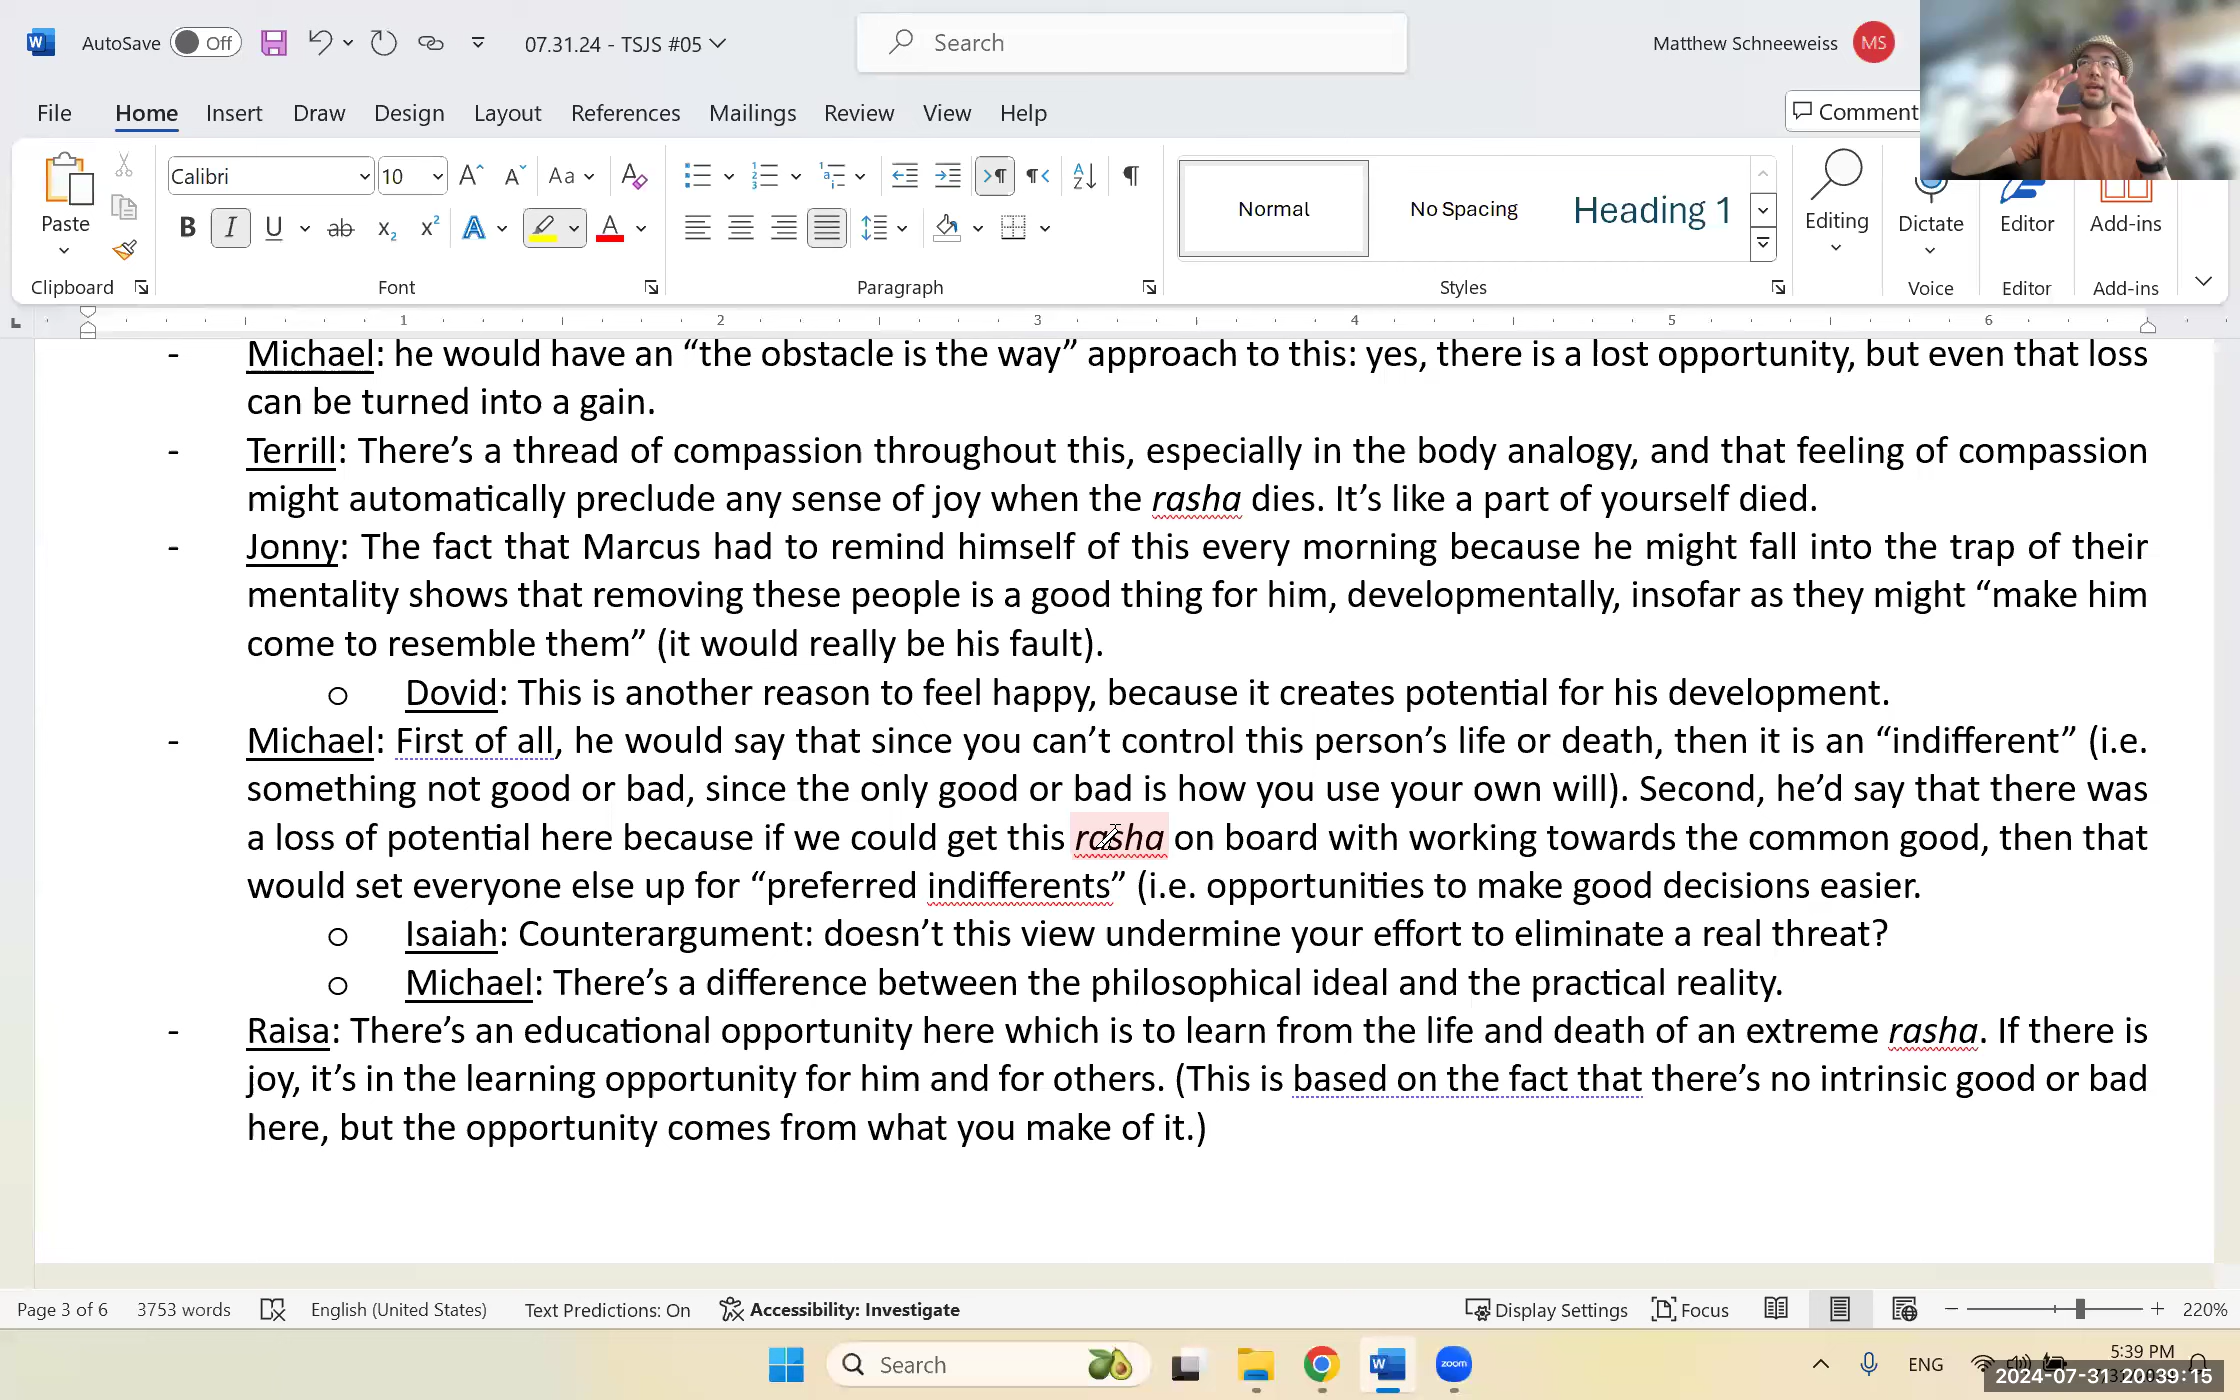 AutoSave Off 07.31.24 - TSJS #05 Search Matthew Schneeweiss MS
File Home Insert Draw Design Layout References Mailings Review View Help Comment
Paste Calibri 10 Normal No Spacing Heading 1 Editing Dictate Editor Add-ins
Clipboard Font Paragraph Styles Voice Editor Add-ins
1 2 3 4 5 6
- Michael: he would have an “the obstacle is the way” approach to this: yes, there is a lost opportunity, but even that loss
can be turned into a gain.
- Terrill: There’s a thread of compassion throughout this, especially in the body analogy, and that feeling of compassion
might automatically preclude any sense of joy when the rasha dies. It’s like a part of yourself died.
- Jonny: The fact that Marcus had to remind himself of this every morning because he might fall into the trap of their
mentality shows that removing these people is a good thing for him, developmentally, insofar as they might “make him
come to resemble them” (it would really be his fault).
o Dovid: This is another reason to feel happy, because it creates potential for his development.
- Michael: First of all, he would say that since you can’t control this person’s life or death, then it is an “indifferent” (i.e.
something not good or bad, since the only good or bad is how you use your own will). Second, he’d say that there was
a loss of potential here because if we could get this rasha on board with working towards the common good, then that
would set everyone else up for “preferred indifferents” (i.e. opportunities to make good decisions easier.
o Isaiah: Counterargument: doesn’t this view undermine your effort to eliminate a real threat?
o Michael: There’s a difference between the philosophical ideal and the practical reality.
- Raisa: There’s an educational opportunity here which is to learn from the life and death of an extreme rasha. If there is
joy, it’s in the learning opportunity for him and for others. (This is based on the fact that there’s no intrinsic good or bad
here, but the opportunity comes from what you make of it.)
Page 3 of 6 3753 words English (United States) Text Predictions: On Accessibility: Investigate Display Settings Focus 220%
Search zoom ENG 5:39 PM
2024-07-31 20:39:15